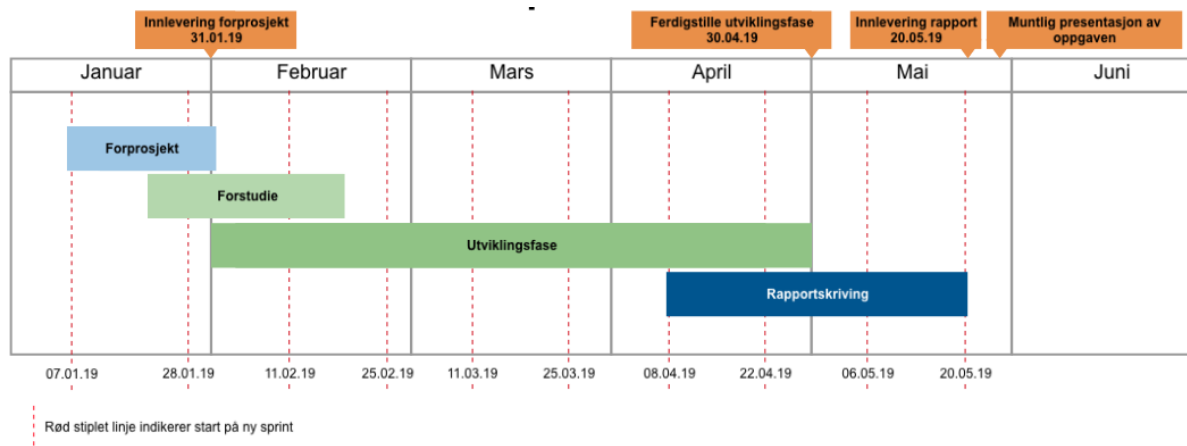 Innlevering forprosjekt
31.01.19
Ferdigstille utviklingsfase
30.04.19
Innlevering rapport
20.05.19
Muntlig presentasjon av
oppgaven
Januar
Februar
Mars
April
Mai
Juni
Forprosjekt
Forstudie
Utviklingsfase
Rapportskriving
07.01.19
28.01.19
11.02.19
25.02.19
11.03.19
25.03.19
08.04.19
22.04.19
06.05.19
20.05.19
Rød stiplet linje indikerer start på ny sprint